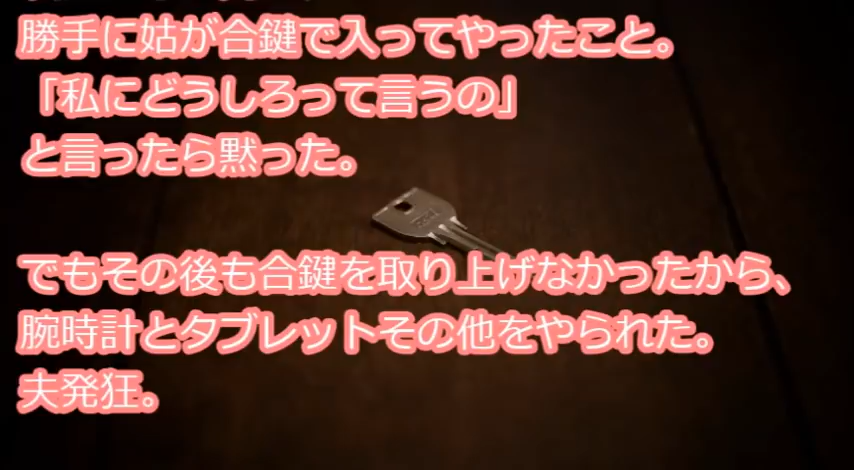 勝手に姑が合鍵で入ってやったこと。
「私にどうしろって言うの」
と言ったら黙った。
でもその後も合鍵を取り上げなかったから、
腕時計とタブレットその他をやられた。
夫発狂。